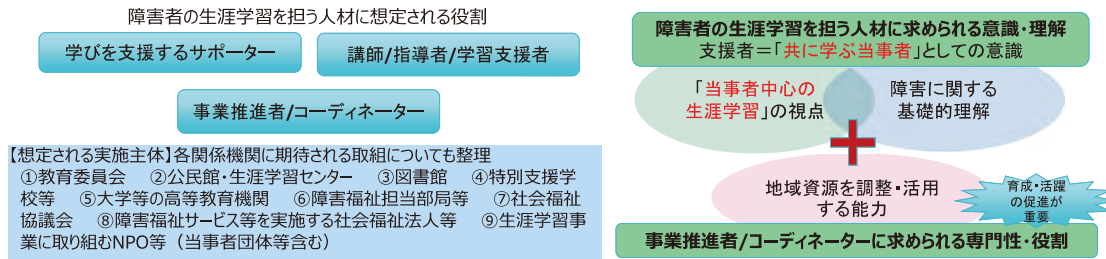 障害者の生涯学習を担う人材に想定される役割
学びを支援するサポーター
講師/指導者/学習支援者
事業推進者/コーディネーター
【想定される実施主体】各関係機関に期待される取組についても整理
①教育委員会　②公民館・生涯学習センター　③図書館　④特別支援学
校等　⑤大学等の高等教育機関　⑥障害福祉担当部局等　⑦社会福祉
協議会　⑧障害福祉サービス等を実施する社会福祉法人等　⑨生涯学習事
業に取り組むNPO等（当事者団体等含む）
障害者の生涯学習を担う人材に求められる意識・理解
支援者＝「共に学ぶ当事者」としての意識
「当事者中心の
生涯学習」の視点
障害に関する
基礎的理解
地域資源を調整・活用
する能力
育成・活躍
の促進が
重要
事業推進者/コーディネーターに求められる専門性・役割